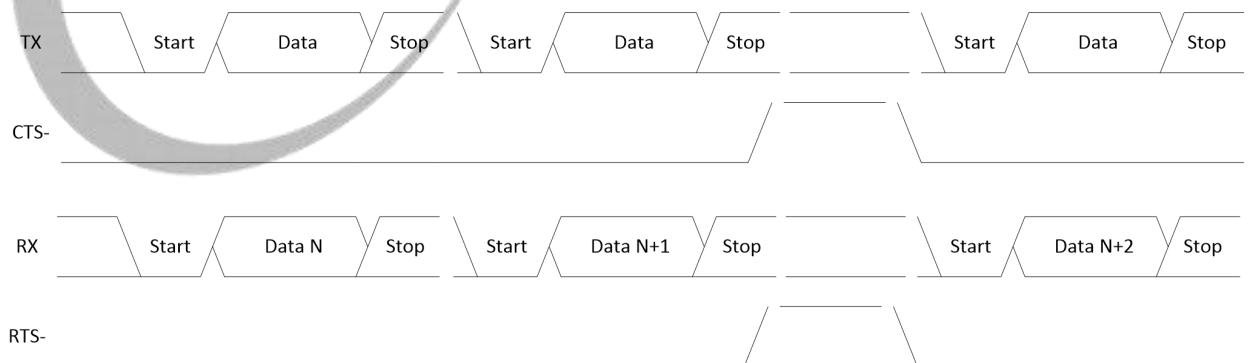 TX Start Data Stop Start Data Stop Start Data Stop
CTS-
RX Start Data N Stop Start Data N+1 Stop Start Data N+2 Stop
RTS-